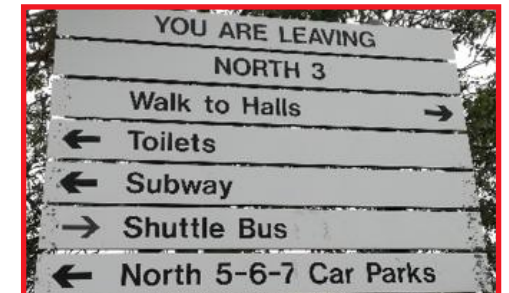 YOU ARE LEAVING
NORTH 3
Walk to Halls →
← Toilets
← Subway
→ Shuttle Bus
← North 5-6-7 Car Parks